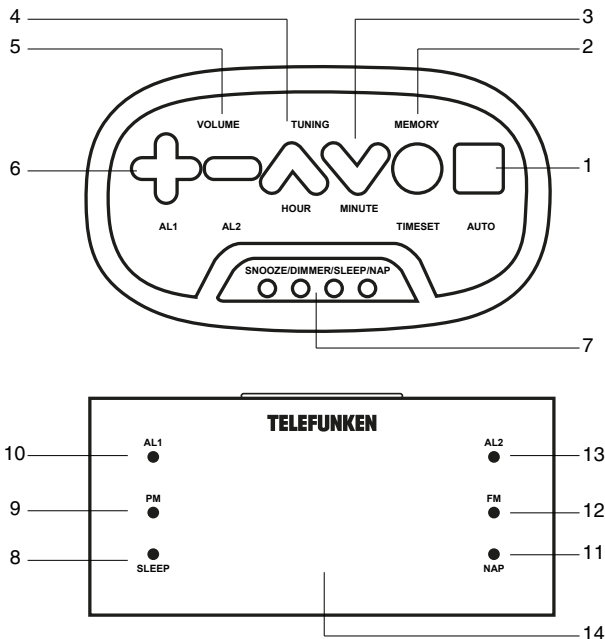 4 3
5 2
VOLUME TUNING MEMORY
6 1
HOUR MINUTE
AL1 AL2 TIMESET AUTO
SNOOZE/DIMMER/SLEEP/NAP
7
TELEFUNKEN
AL1 AL2
10 13
PM FM
9 12
8 11
SLEEP NAP
14